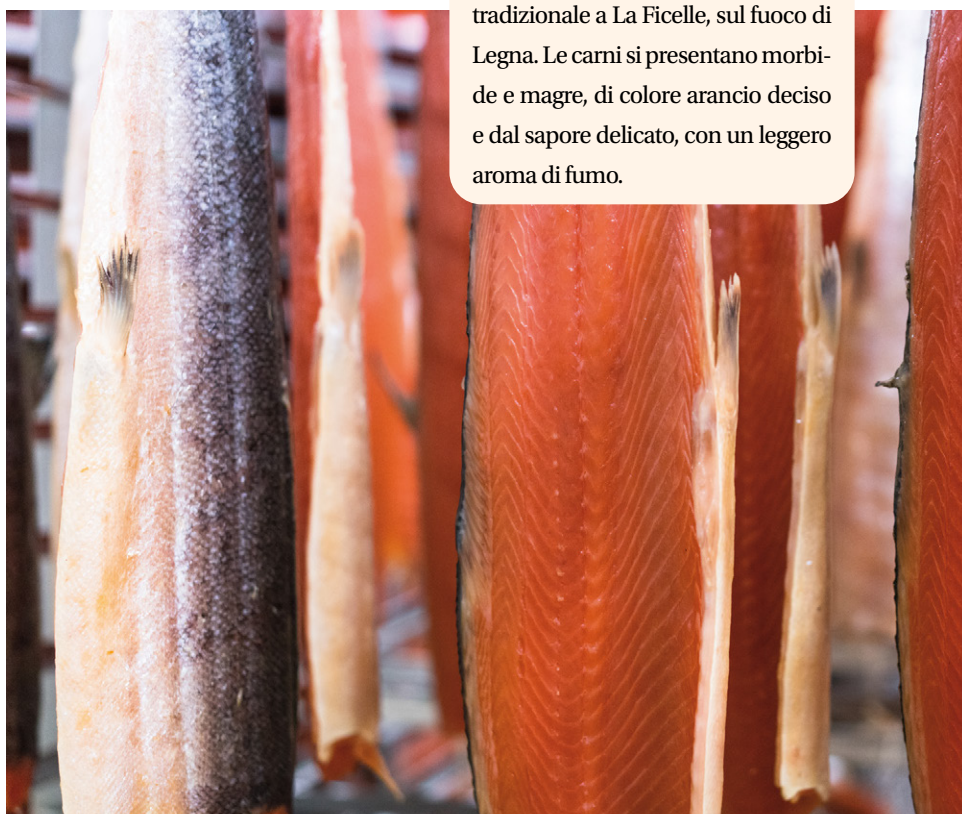 tradizionale a La Ficelle, sul fuoco di
Legna. Le carni si presentano morbi-
de e magre, di colore arancio deciso
e dal sapore delicato, con un leggero
aroma di fumo.